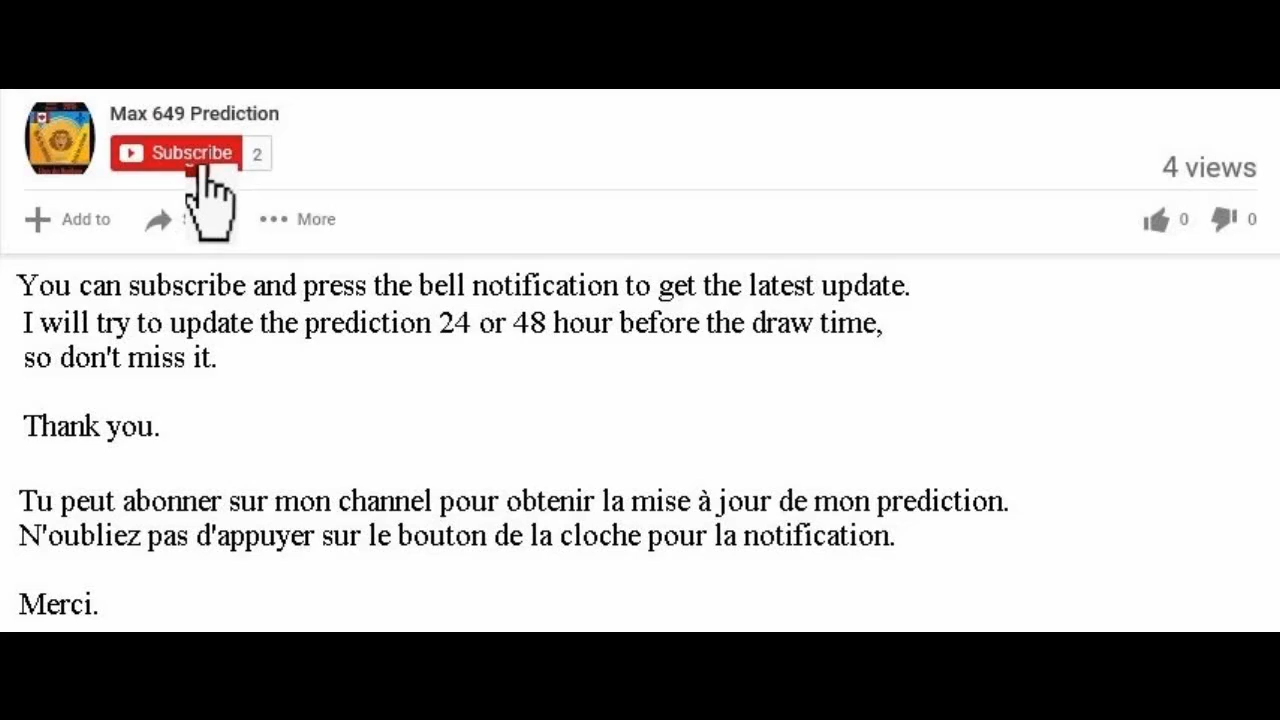 Max 649 Prediction
Subscribe 2
4 views
Add to
More
0 0
You can subscribe and press the bell notification to get the latest update.
I will try to update the prediction 24 or 48 hour before the draw time,
so don't miss it.
Thank you.
Tu peut abonner sur mon channel pour obtenir la mise à jour de mon prediction.
N'oubliez pas d'appuyer sur le bouton de la cloche pour la notification.
Merci.